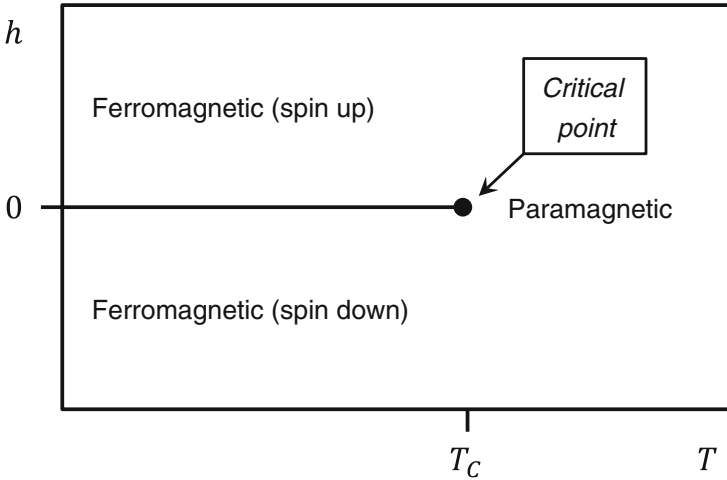 h
Ferromagnetic (spin up)
Critical
point
0
Paramagnetic
Ferromagnetic (spin down)
T_C
T